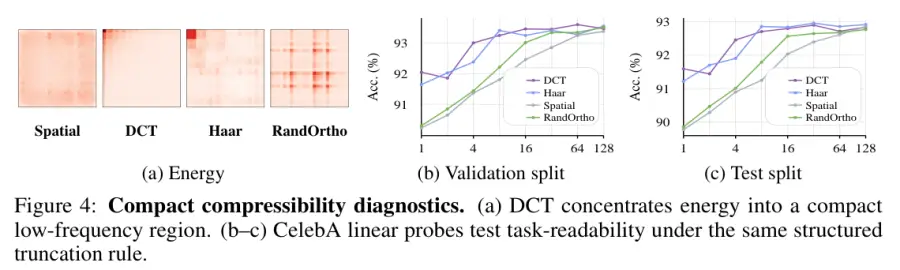 Spatial DCT Haar RandOrtho
(a) Energy
Acc. (%)
93
92
91
1 4 16 64 128
DCT
Haar
Spatial
RandOrtho
(b) Validation split
Acc. (%)
93
92
91
90
1 4 16 64 128
DCT
Haar
Spatial
RandOrtho
(c) Test split
Figure 4: Compact compressibility diagnostics. (a) DCT concentrates energy into a compact
low-frequency region. (b–c) CelebA linear probes test task-readability under the same structured
truncation rule.